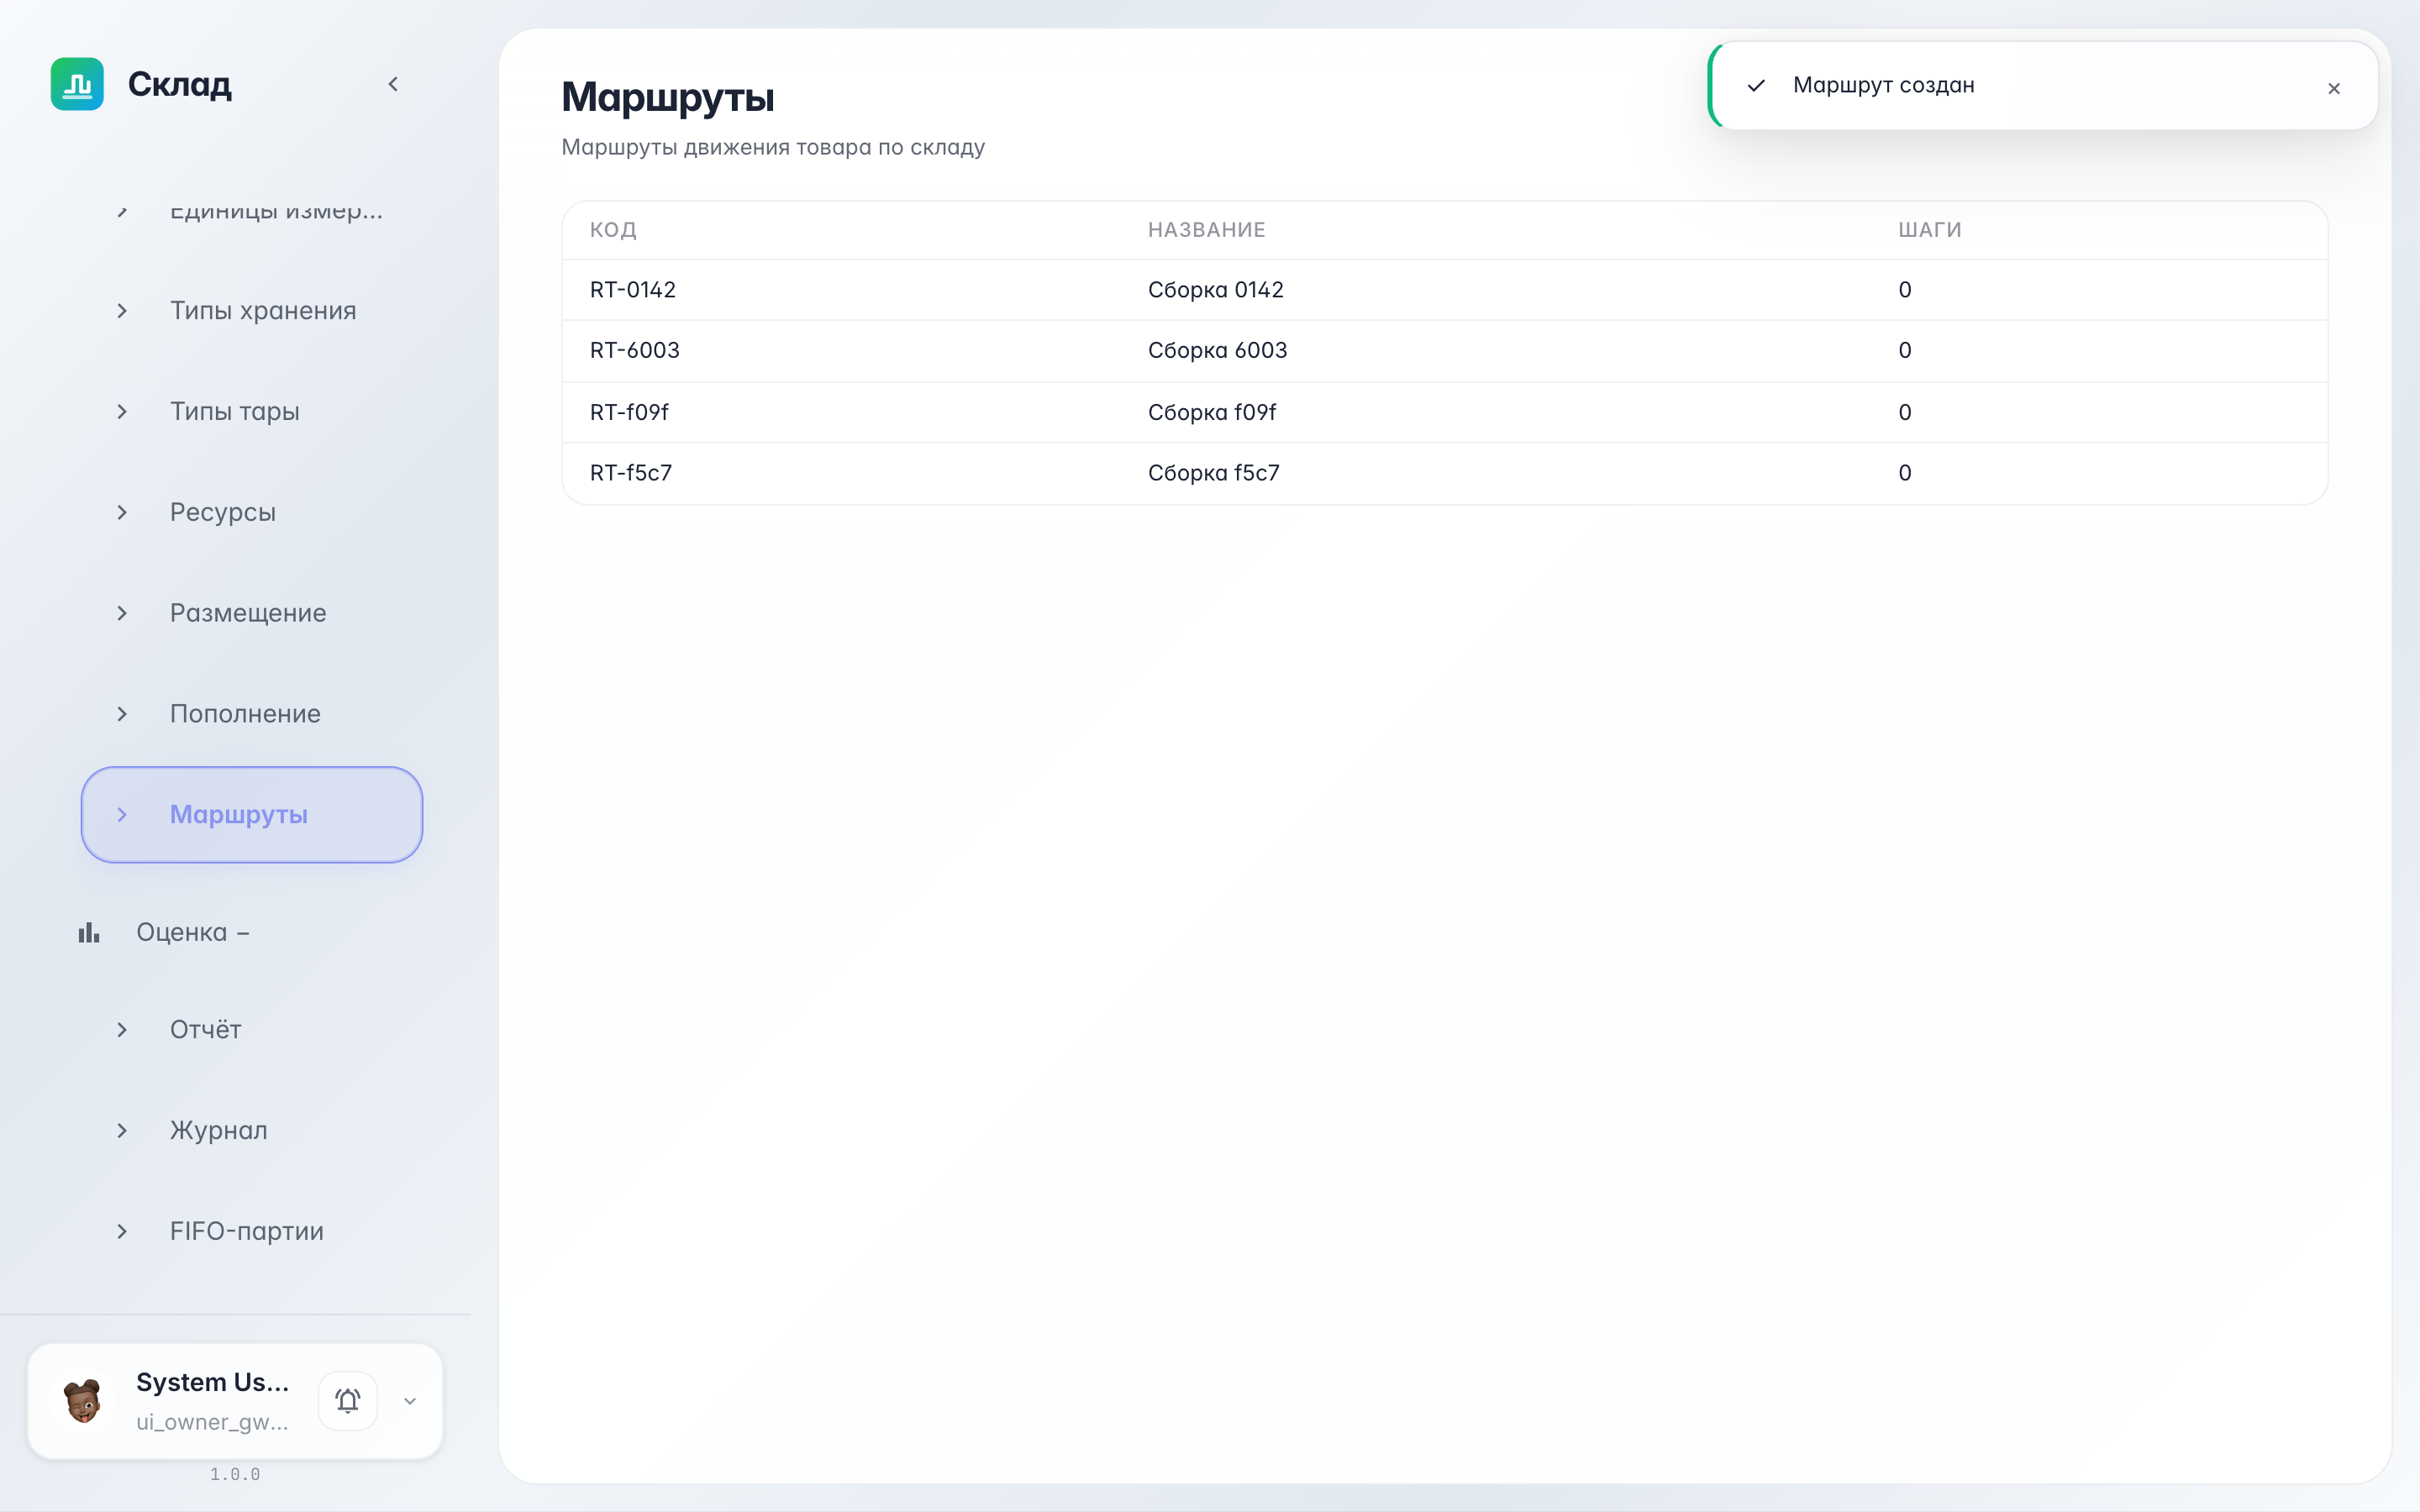 Склад
Единицы измер...
Типы хранения
Типы тары
Ресурсы
Размещение
Пополнение
Маршруты
Оценка –
Отчёт
Журнал
FIFO-партии
System Us...
ui_owner_gw...
1.0.0
Маршруты
Маршруты движения товара по складу
Маршрут создан
КОД НАЗВАНИЕ ШАГИ
RT-0142 Сборка 0142 0
RT-6003 Сборка 6003 0
RT-f09f Сборка f09f 0
RT-f5c7 Сборка f5c7 0